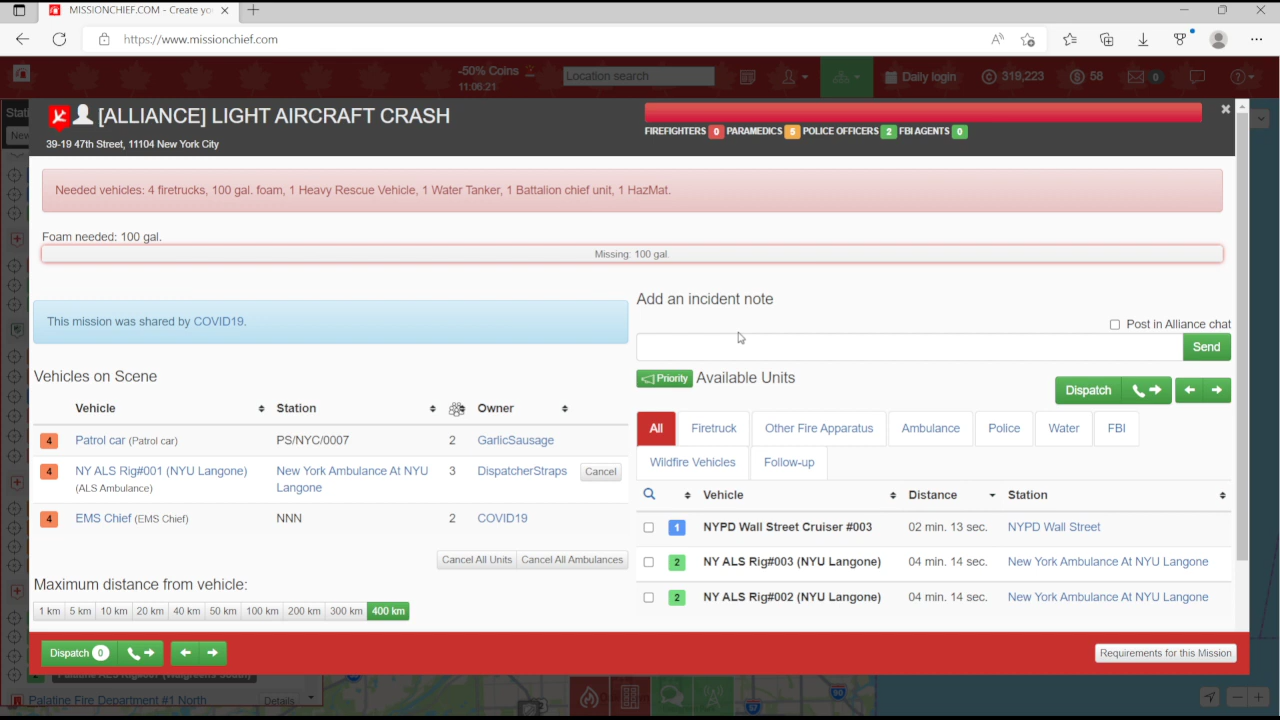 MISSIONCHIEF.COM - Create yo
https://www.missionchief.com
-50% Coins
11:06:21
Location search
Daily login
319,223
58
0
Stati
New
[ALLIANCE] LIGHT AIRCRAFT CRASH
39-19 47th Street, 11104 New York City
FIREFIGHTERS 0 PARAMEDICS 5 POLICE OFFICERS 2 FBI AGENTS 0
Needed vehicles: 4 firetrucks, 100 gal. foam, 1 Heavy Rescue Vehicle, 1 Water Tanker, 1 Battalion chief unit, 1 HazMat.
Foam needed: 100 gal.
Missing: 100 gal.
This mission was shared by COVID19.
Vehicles on Scene
Vehicle Station Owner
4 Patrol car (Patrol car) PS/NYC/0007 2 GarlicSausage
4 NY ALS Rig#001 (NYU Langone) New York Ambulance At NYU 3 DispatcherStraps Cancel
(ALS Ambulance) Langone
4 EMS Chief (EMS Chief) NNN 2 COVID19
Cancel All Units Cancel All Ambulances
Maximum distance from vehicle:
1 km 5 km 10 km 20 km 40 km 50 km 100 km 200 km 300 km 400 km
Add an incident note
Post in Alliance chat
Send
Priority Available Units
Dispatch
All Firetruck Other Fire Apparatus Ambulance Police Water FBI
Wildfire Vehicles Follow-up
Vehicle Distance Station
1 NYPD Wall Street Cruiser #003 02 min. 13 sec. NYPD Wall Street
2 NY ALS Rig#003 (NYU Langone) 04 min. 14 sec. New York Ambulance At NYU Langone
2 NY ALS Rig#002 (NYU Langone) 04 min. 14 sec. New York Ambulance At NYU Langone
Dispatch 0
Requirements for this Mission
Palatine Fire Department #1 North Details
90